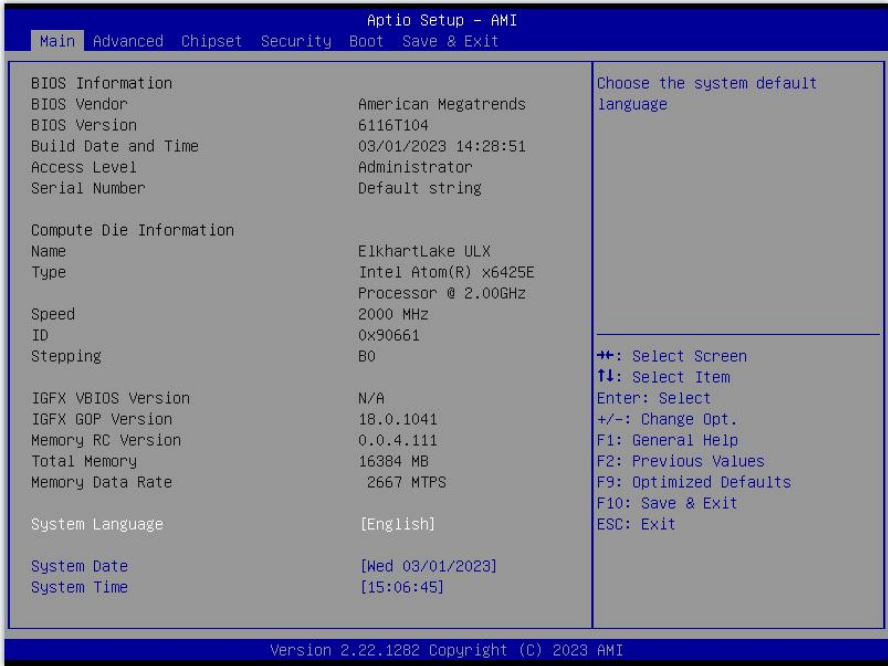 Aptio Setup – AMI
Main Advanced Chipset Security Boot Save & Exit
BIOS Information
BIOS Vendor American Megatrends
BIOS Version 6116T104
Build Date and Time 03/01/2023 14:28:51
Access Level Administrator
Serial Number Default string
Compute Die Information
Name ElkhartLake ULX
Type Intel Atom(R) x6425E
Processor @ 2.00GHz
Speed 2000 MHz
ID 0x90661
Stepping B0
IGFX VBIOS Version N/A
IGFX GOP Version 18.0.1041
Memory RC Version 0.0.4.111
Total Memory 16384 MB
Memory Data Rate 2667 MTPS
System Language [English]
System Date [Wed 03/01/2023]
System Time [15:06:45]
Choose the system default
language
→←: Select Screen
↑↓: Select Item
Enter: Select
+/-: Change Opt.
F1: General Help
F2: Previous Values
F9: Optimized Defaults
F10: Save & Exit
ESC: Exit
Version 2.22.1282 Copyright (C) 2023 AMI